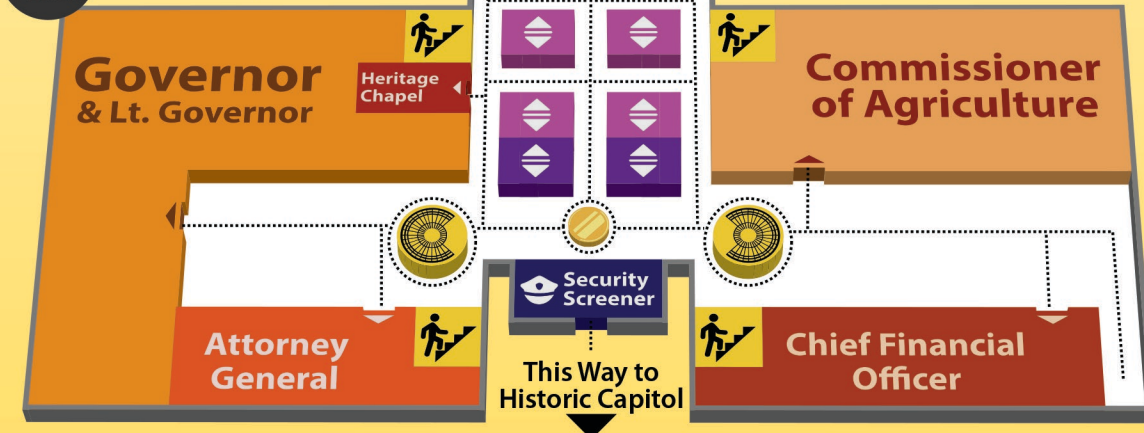 Governor
& Lt. Governor
Heritage
Chapel
Commissioner
of Agriculture
Security
Screener
Attorney
General
This Way to
Historic Capitol
Chief Financial
Officer